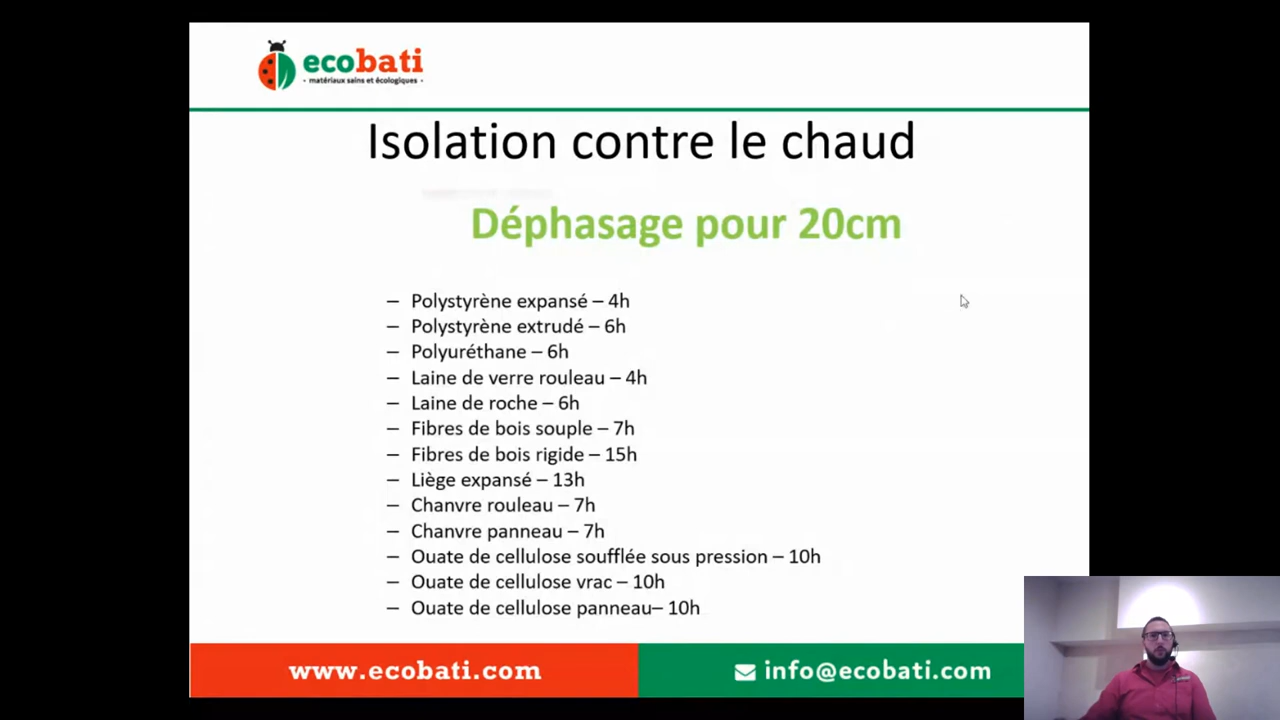 ecobati
• matériaux sains et écologiques •
Isolation contre le chaud
Déphasage pour 20cm
– Polystyrène expansé – 4h
– Polystyrène extrudé – 6h
– Polyuréthane – 6h
– Laine de verre rouleau – 4h
– Laine de roche – 6h
– Fibres de bois souple – 7h
– Fibres de bois rigide – 15h
– Liège expansé – 13h
– Chanvre rouleau – 7h
– Chanvre panneau – 7h
– Ouate de cellulose soufflée sous pression – 10h
– Ouate de cellulose vrac – 10h
– Ouate de cellulose panneau– 10h
www.ecobati.com
info@ecobati.com